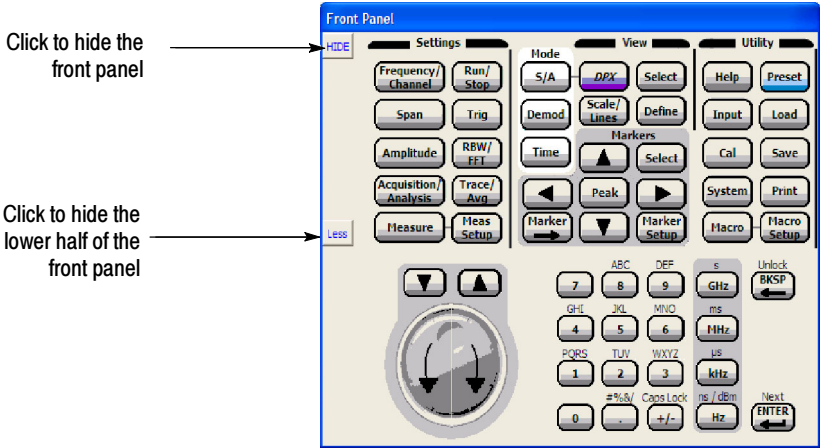 Front Panel
Click to hide the
front panel
HIDE
Settings
View
Utility
Mode
Frequency/
Channel
Run/
Stop
S/A
DPX
Select
Help
Preset
Span
Trig
Demod
Scale/
Lines
Define
Input
Load
Markers
Amplitude
RBW/
FFT
Time
Select
Cal
Save
Acquisition/
Analysis
Trace/
Avg
Peak
System
Print
Click to hide the
lower half of the
front panel
Less
Measure
Meas
Setup
Marker
Marker
Setup
Macro
Macro
Setup
ABC DEF s Unlock
7 8 9 GHz BKSP
GHI JKL MNO ms
4 5 6 MHz
PQRS TUV WXYZ µs
1 2 3 kHz
#%&/ Caps Lock ns / dBm Next
0 . +/- Hz ENTER